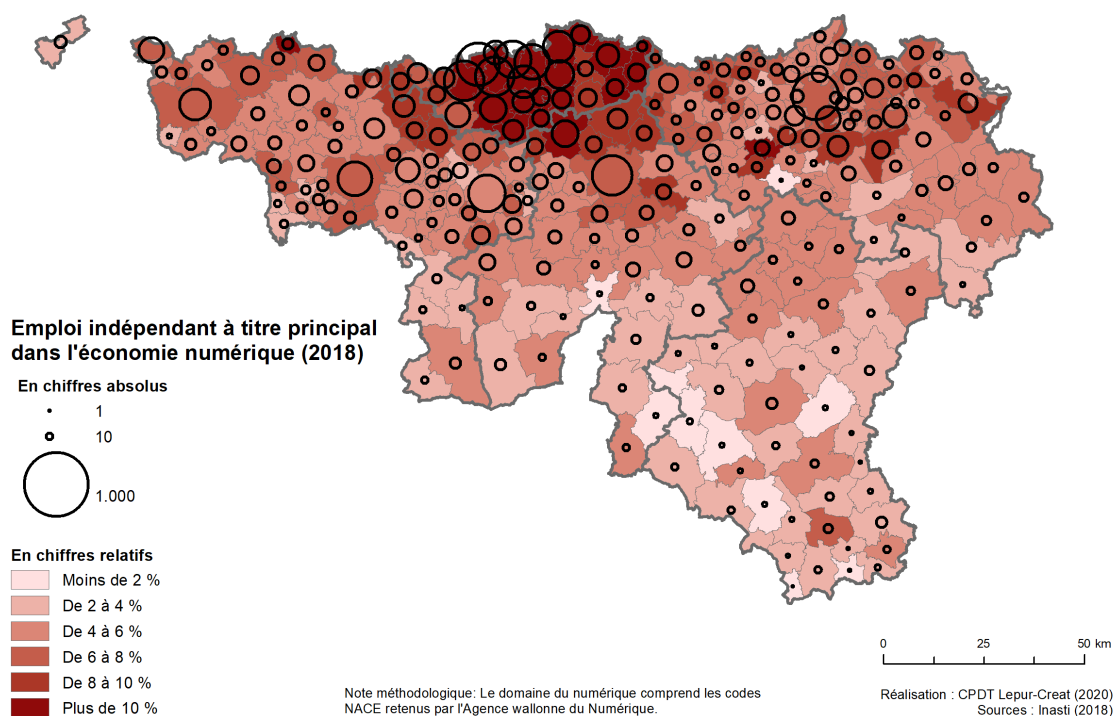 Emploi indépendant à titre principal
dans l'économie numérique (2018)
En chiffres absolus
1
10
1.000
En chiffres relatifs
Moins de 2 %
De 2 à 4 %
De 4 à 6 %
De 6 à 8 %
De 8 à 10 %
Plus de 10 %
Note méthodologique: Le domaine du numérique comprend les codes
NACE retenus par l'Agence wallonne du Numérique.
0 25 50 km
Réalisation : CPDT Lepur-Creat (2020)
Sources : Inasti (2018)